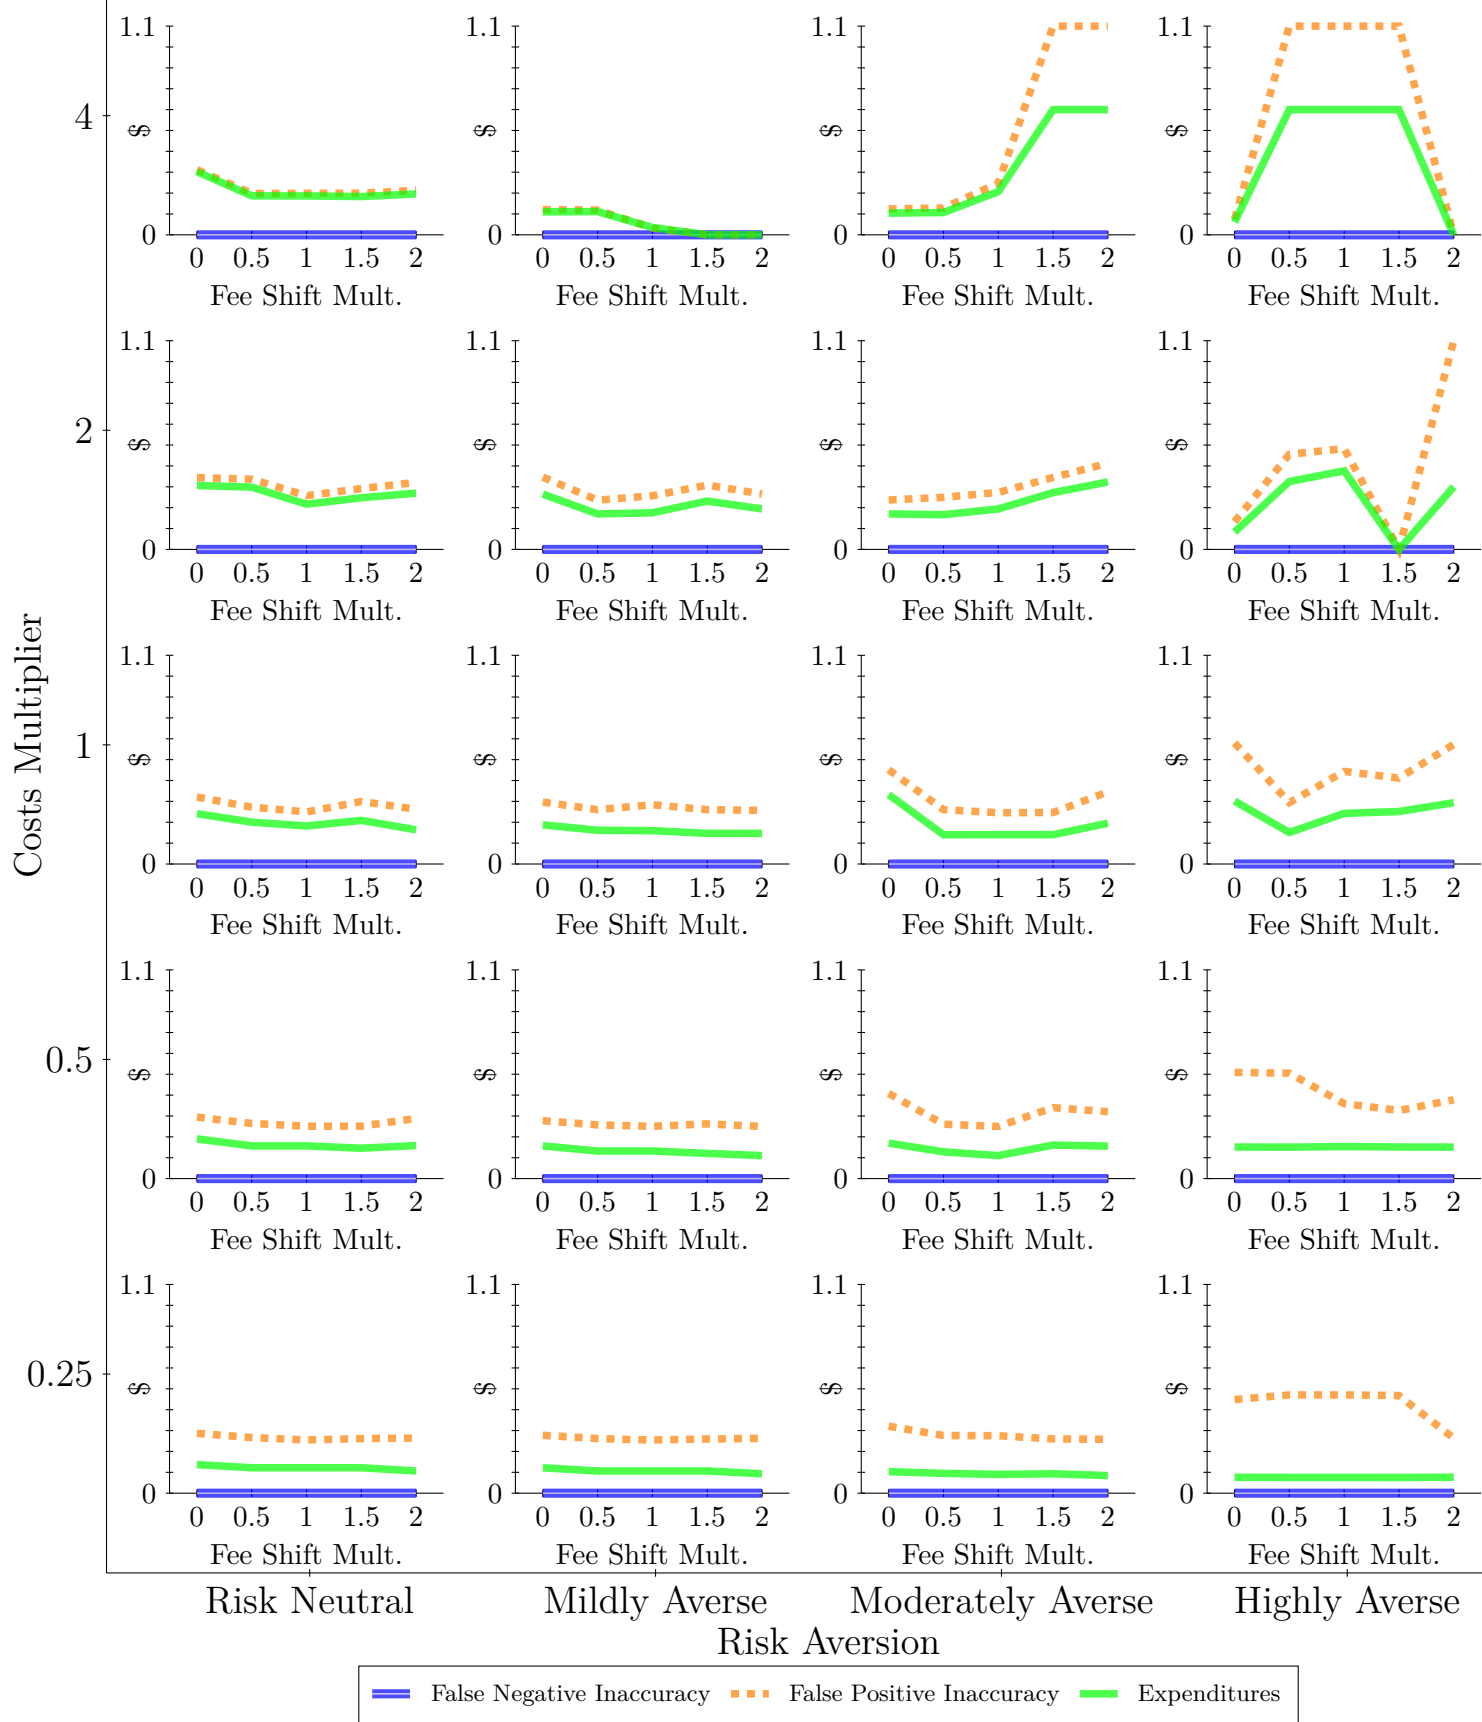 Costs Multiplier
4
1.1
$
0
0 0.5 1 1.5 2
Fee Shift Mult.
1.1
$
0
0 0.5 1 1.5 2
Fee Shift Mult.
1.1
$
0
0 0.5 1 1.5 2
Fee Shift Mult.
1.1
$
0
0 0.5 1 1.5 2
Fee Shift Mult.
2
1.1
$
0
0 0.5 1 1.5 2
Fee Shift Mult.
1.1
$
0
0 0.5 1 1.5 2
Fee Shift Mult.
1.1
$
0
0 0.5 1 1.5 2
Fee Shift Mult.
1.1
$
0
0 0.5 1 1.5 2
Fee Shift Mult.
1
1.1
$
0
0 0.5 1 1.5 2
Fee Shift Mult.
1.1
$
0
0 0.5 1 1.5 2
Fee Shift Mult.
1.1
$
0
0 0.5 1 1.5 2
Fee Shift Mult.
1.1
$
0
0 0.5 1 1.5 2
Fee Shift Mult.
0.5
1.1
$
0
0 0.5 1 1.5 2
Fee Shift Mult.
1.1
$
0
0 0.5 1 1.5 2
Fee Shift Mult.
1.1
$
0
0 0.5 1 1.5 2
Fee Shift Mult.
1.1
$
0
0 0.5 1 1.5 2
Fee Shift Mult.
0.25
1.1
$
0
0 0.5 1 1.5 2
Fee Shift Mult.
1.1
$
0
0 0.5 1 1.5 2
Fee Shift Mult.
1.1
$
0
0 0.5 1 1.5 2
Fee Shift Mult.
1.1
$
0
0 0.5 1 1.5 2
Fee Shift Mult.
Risk Neutral Mildly Averse Moderately Averse Highly Averse
Risk Aversion
False Negative Inaccuracy False Positive Inaccuracy Expenditures